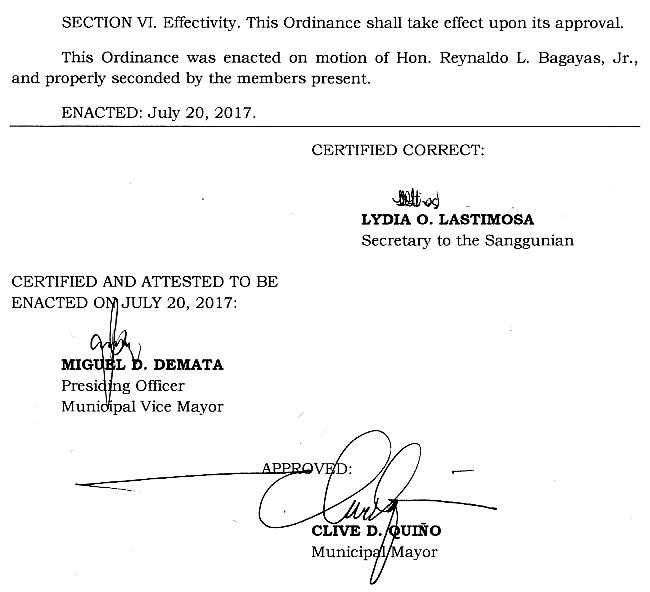 SECTION VI. Effectivity. This Ordinance shall take effect upon its approval.
This Ordinance was enacted on motion of Hon. Reynaldo L. Bagayas, Jr.,
and properly seconded by the members present.
ENACTED: July 20, 2017.
CERTIFIED CORRECT:
LYDIA O. LASTIMOSA
Secretary to the Sanggunian
CERTIFIED AND ATTESTED TO BE
ENACTED ON JULY 20, 2017:
MIGUEL D. DEMATA
Presiding Officer
Municipal Vice Mayor
APPROVED:
CLIVE D. QUIÑO
Municipal Mayor